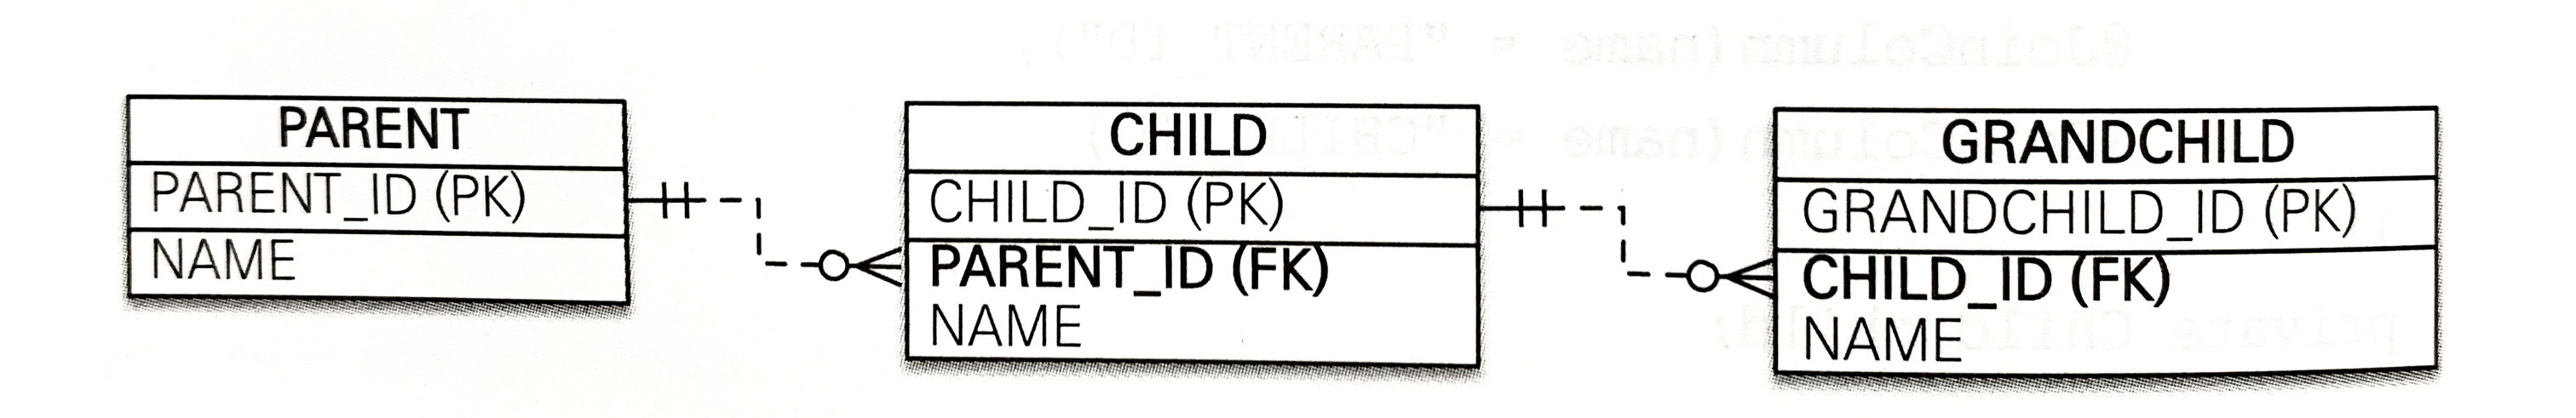 PARENT
PARENT_ID (PK)
NAME
CHILD
CHILD_ID (PK)
PARENT_ID (FK)
NAME
GRANDCHILD
GRANDCHILD_ID (PK)
CHILD_ID (FK)
NAME